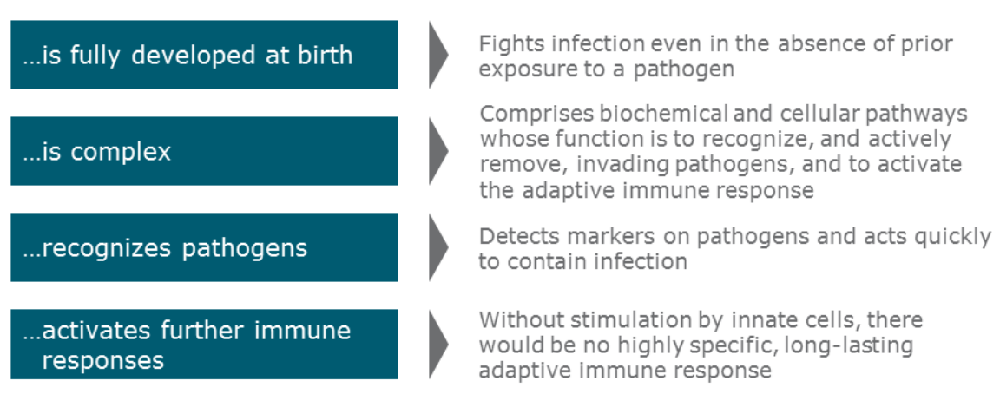 …is fully developed at birth
Fights infection even in the absence of prior
exposure to a pathogen
…is complex
Comprises biochemical and cellular pathways
whose function is to recognize, and actively
remove, invading pathogens, and to activate
the adaptive immune response
…recognizes pathogens
Detects markers on pathogens and acts quickly
to contain infection
…activates further immune
responses
Without stimulation by innate cells, there
would be no highly specific, long-lasting
adaptive immune response